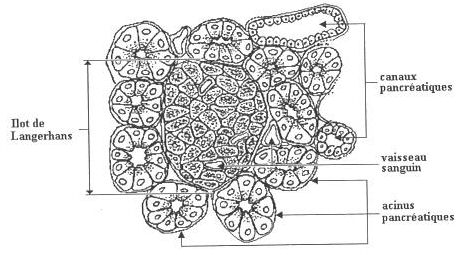 Ilot de
Langerhans
canaux
pancréatiques
vaisseau
sanguin
acinus
pancréatiques